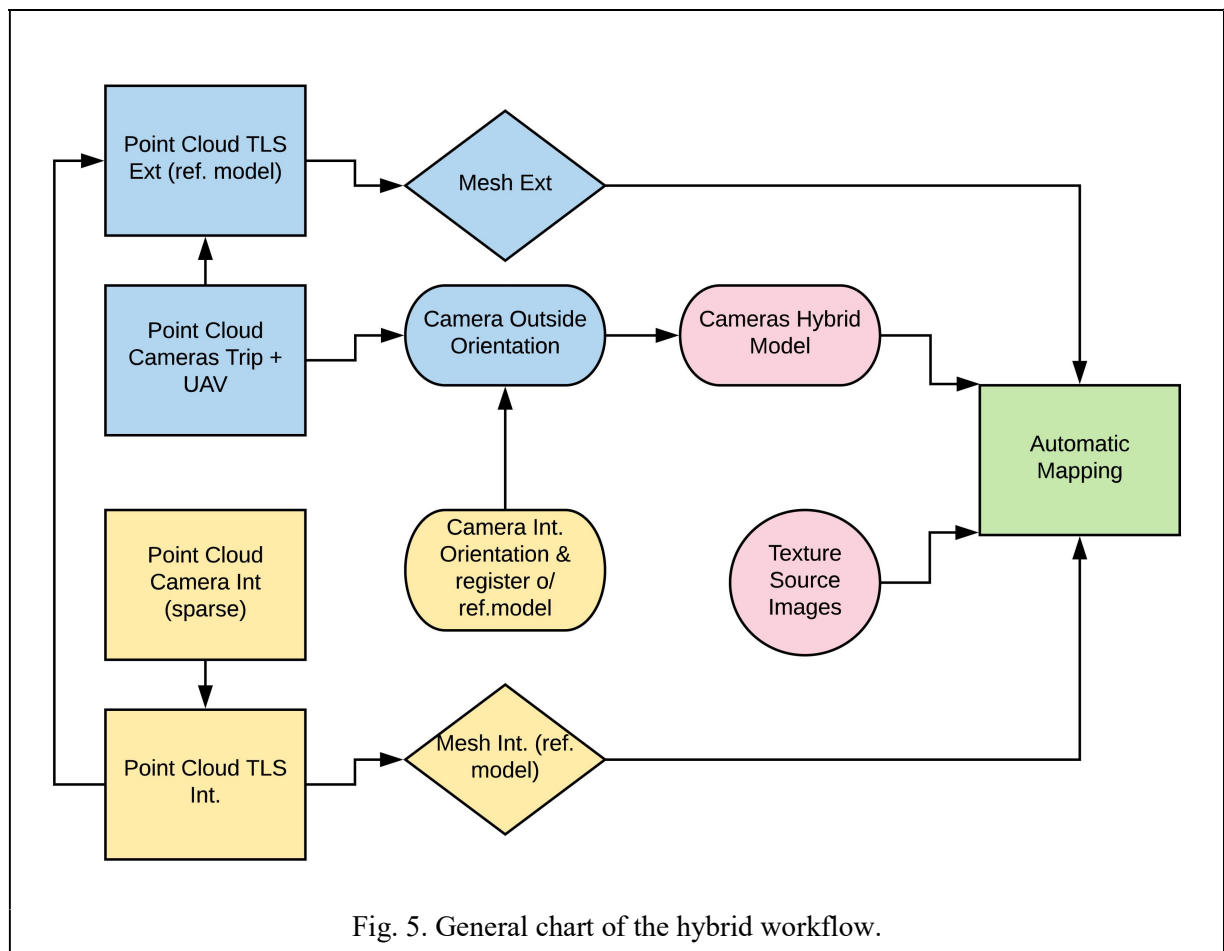 Point Cloud TLS
Ext (ref. model)
Mesh Ext
Point Cloud
Cameras Trip +
UAV
Camera Outside
Orientation
Cameras Hybrid
Model
Automatic
Mapping
Point Cloud
Camera Int
(sparse)
Camera Int.
Orientation &
register o/
ref.model
Texture
Source
Images
Point Cloud TLS
Int.
Mesh Int. (ref.
model)
Fig. 5. General chart of the hybrid workflow.